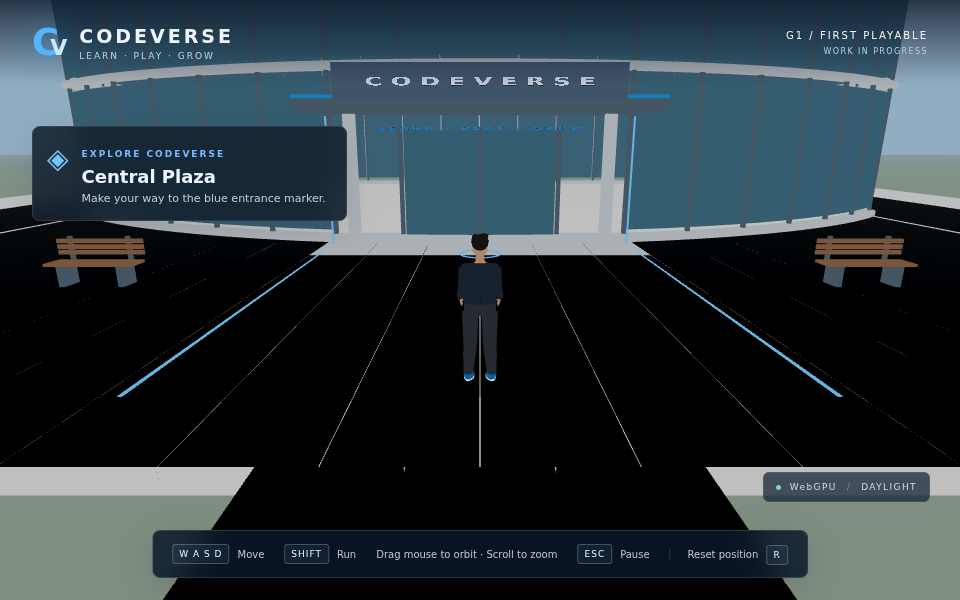 Cv CODEVERSE
LEARN · PLAY · GROW
G1 / FIRST PLAYABLE
WORK IN PROGRESS
CODEVERSE
EXPLORE CODEVERSE
Central Plaza
Make your way to the blue entrance marker.
WebGPU / DAYLIGHT
W A S D Move SHIFT Run Drag mouse to orbit · Scroll to zoom ESC Pause Reset position R